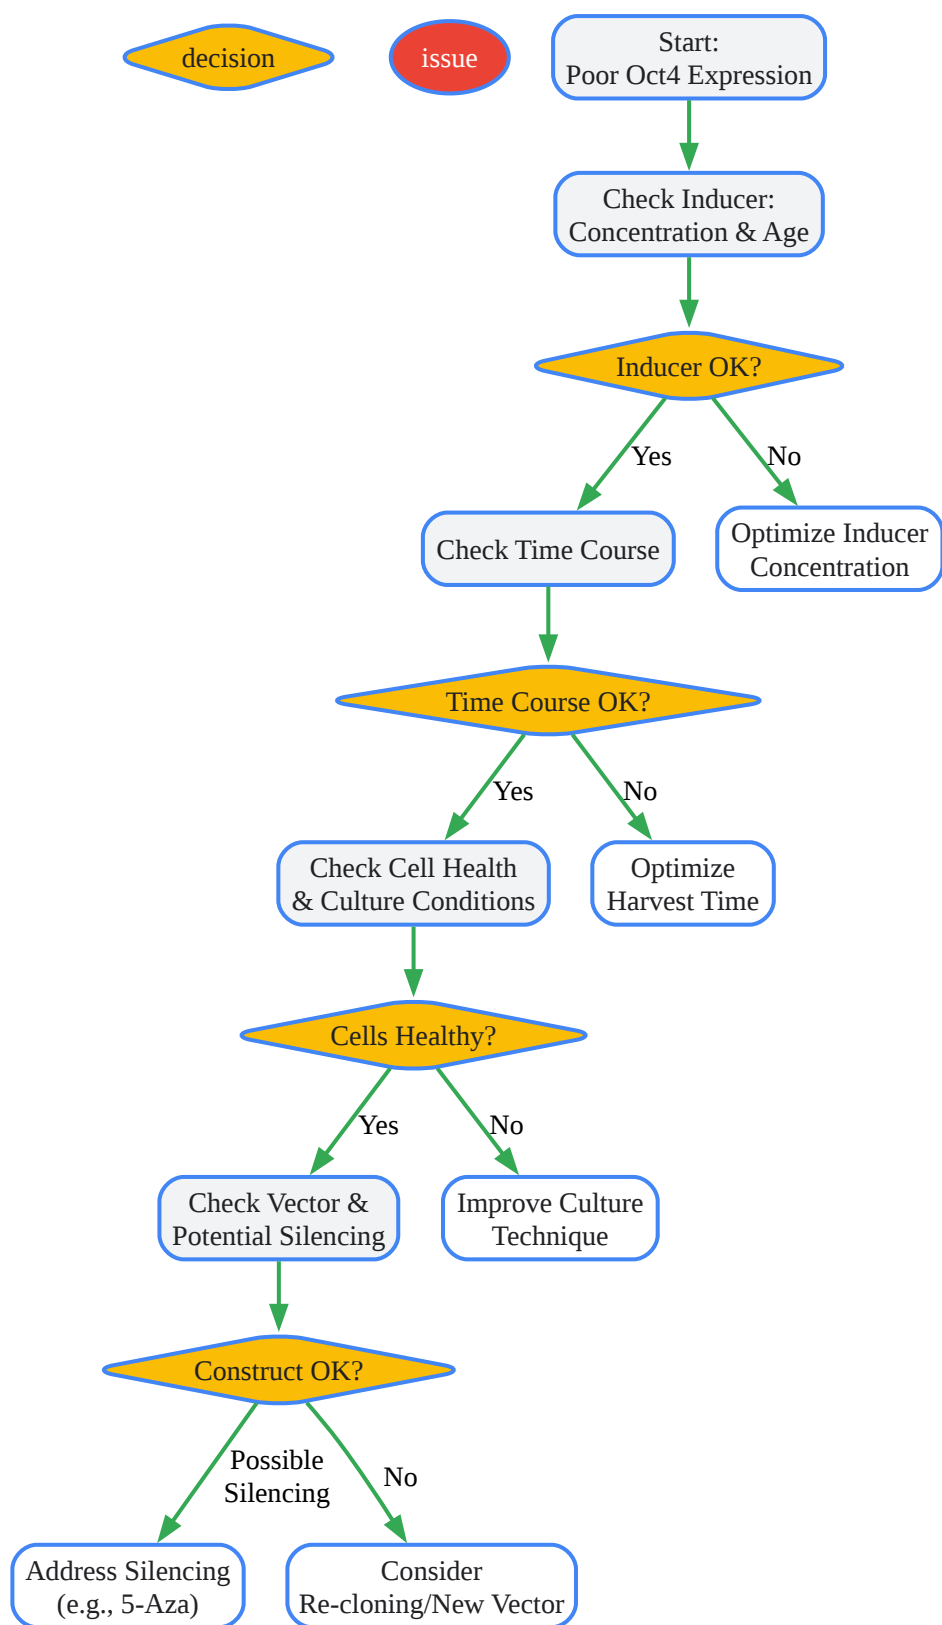 decision
issue
Start:
Poor Oct4 Expression
Check Inducer:
Concentration & Age
Inducer OK?
Yes
No
Check Time Course
Optimize Inducer
Concentration
Time Course OK?
Yes
No
Check Cell Health
& Culture Conditions
Optimize
Harvest Time
Cells Healthy?
Yes
No
Check Vector &
Potential Silencing
Improve Culture
Technique
Construct OK?
Possible
Silencing
No
Address Silencing
(e.g., 5-Aza)
Consider
Re-cloning/New Vector